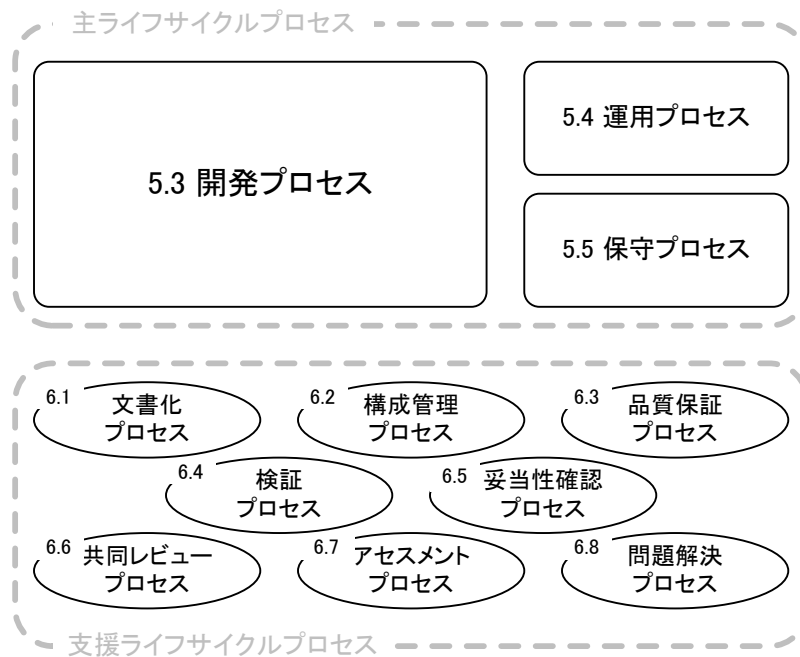 主ライフサイクルプロセス
5.3 開発プロセス
5.4 運用プロセス
5.5 保守プロセス
6.1 文書化
プロセス
6.2 構成管理
プロセス
6.3 品質保証
プロセス
6.4 検証
プロセス
6.5 妥当性確認
プロセス
6.6 共同レビュー
プロセス
6.7 アセスメント
プロセス
6.8 問題解決
プロセス
支援ライフサイクルプロセス